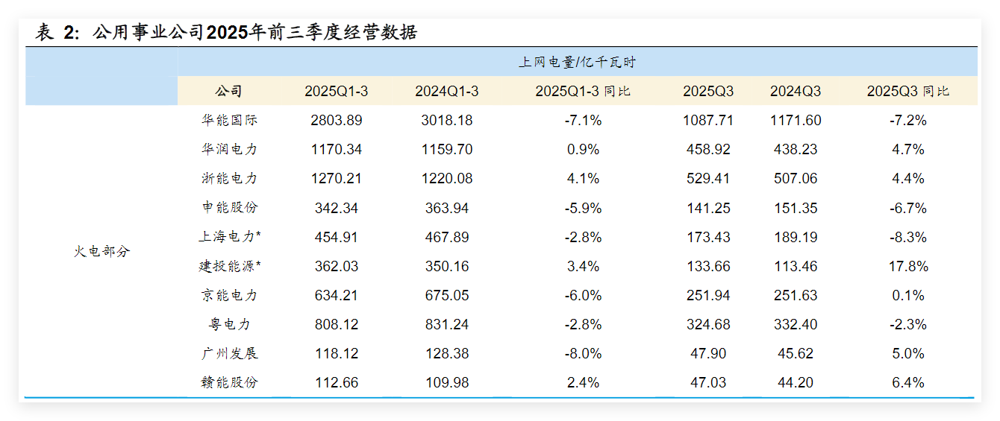 表 2：公用事业公司2025年前三季度经营数据
上网电量/亿千瓦时
公司 2025Q1-3 2024Q1-3 2025Q1-3 同比 2025Q3 2024Q3 2025Q3 同比
华能国际 2803.89 3018.18 -7.1% 1087.71 1171.60 -7.2%
华润电力 1170.34 1159.70 0.9% 458.92 438.23 4.7%
浙能电力 1270.21 1220.08 4.1% 529.41 507.06 4.4%
申能股份 342.34 363.94 -5.9% 141.25 151.35 -6.7%
上海电力* 454.91 467.89 -2.8% 173.43 189.19 -8.3%
火电部分
建投能源* 362.03 350.16 3.4% 133.66 113.46 17.8%
京能电力 634.21 675.05 -6.0% 251.94 251.63 0.1%
粤电力 808.12 831.24 -2.8% 324.68 332.40 -2.3%
广州发展 118.12 128.38 -8.0% 47.90 45.62 5.0%
赣能股份 112.66 109.98 2.4% 47.03 44.20 6.4%